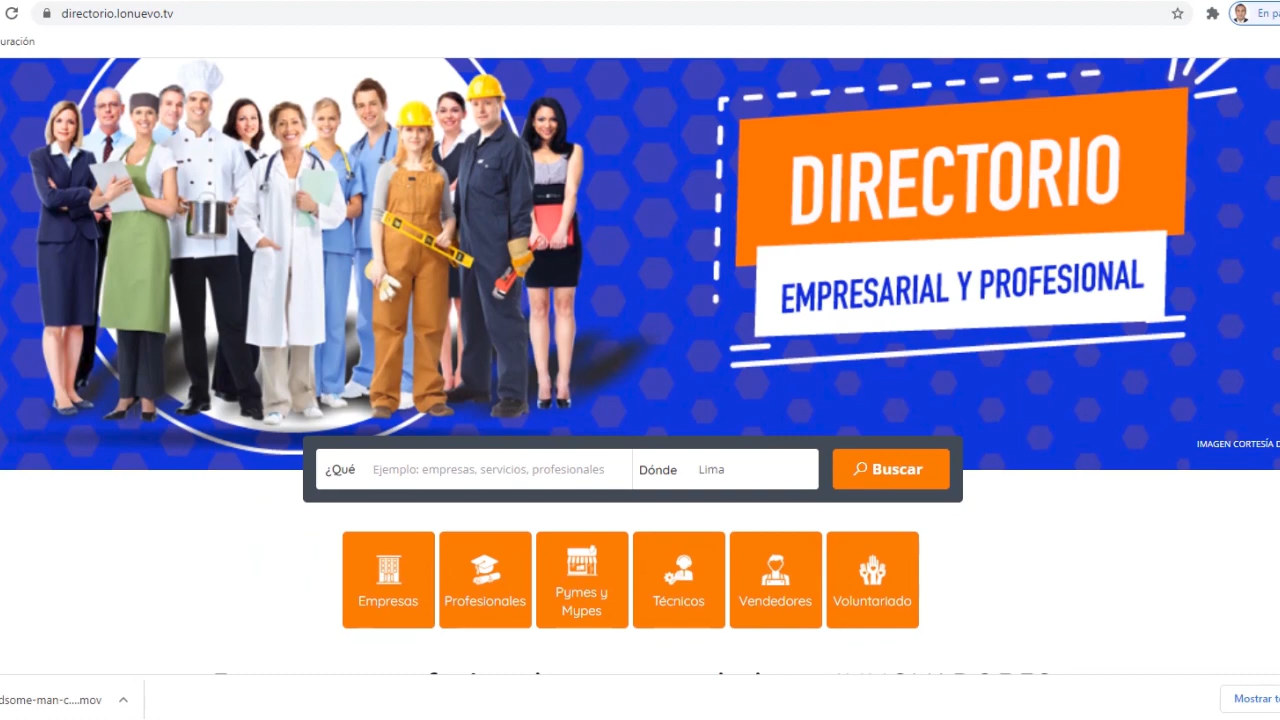 directorio.lonuevo.tv
En pa
uración
DIRECTORIO
EMPRESARIAL Y PROFESIONAL
IMAGEN CORTESÍA D
¿Qué Ejemplo: empresas, servicios, profesionales Dónde Lima Buscar
Empresas Profesionales Pymes y Mypes Técnicos Vendedores Voluntariado
dsome-man-c....mov
Mostrar t